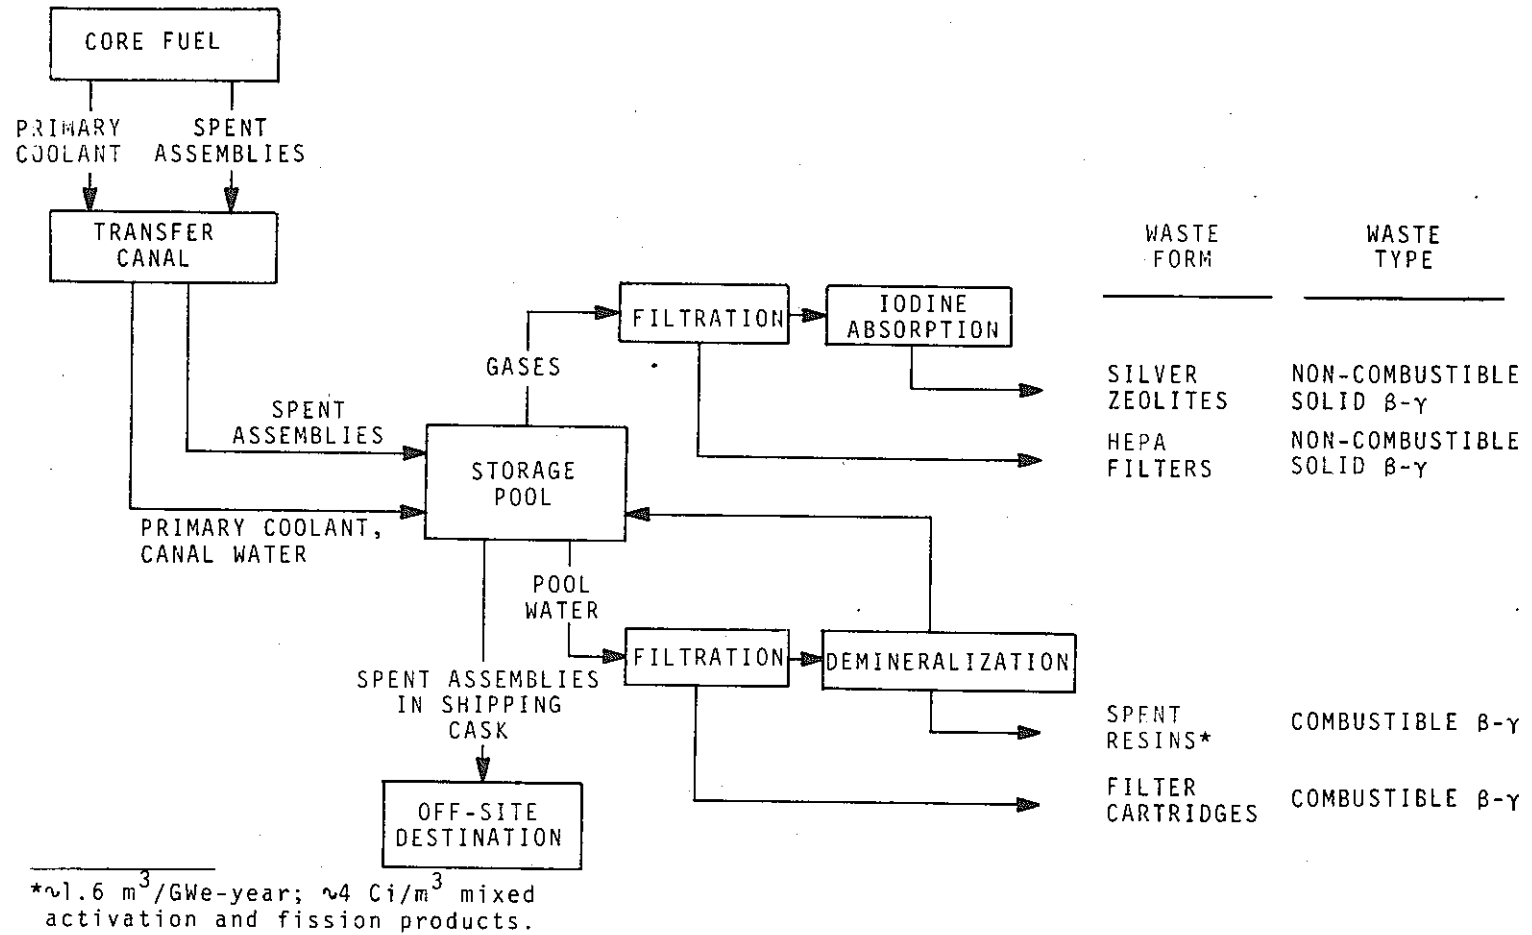 CORE FUEL
PRIMARY
COOLANT
SPENT
ASSEMBLIES
TRANSFER
CANAL
WASTE
FORM
WASTE
TYPE
FILTRATION
IODINE
ABSORPTION
GASES
SILVER
ZEOLITES
NON-COMBUSTIBLE
SOLID β-γ
SPENT
ASSEMBLIES
HEPA
FILTERS
NON-COMBUSTIBLE
SOLID β-γ
STORAGE
POOL
PRIMARY COOLANT,
CANAL WATER
POOL
WATER
FILTRATION
DEMINERALIZATION
SPENT ASSEMBLIES
IN SHIPPING
CASK
SPENT
RESINS*
COMBUSTIBLE β-γ
FILTER
CARTRIDGES
COMBUSTIBLE β-γ
OFF-SITE
DESTINATION
*~1.6 m³/GWe-year; ~4 Ci/m³ mixed
activation and fission products.